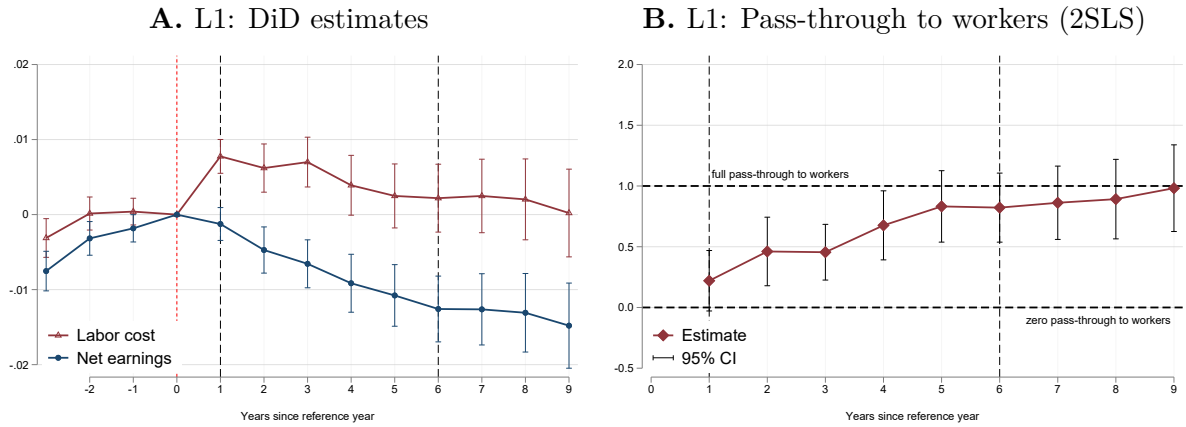 A. L1: DiD estimates
.02
.01
0
-.01
-.02
Labor cost
Net earnings
-2 -1 0 1 2 3 4 5 6 7 8 9
Years since reference year
B. L1: Pass-through to workers (2SLS)
2.0
1.5
1.0
0.5
0.0
-0.5
full pass-through to workers
zero pass-through to workers
Estimate
95% CI
0 1 2 3 4 5 6 7 8 9
Years since reference year